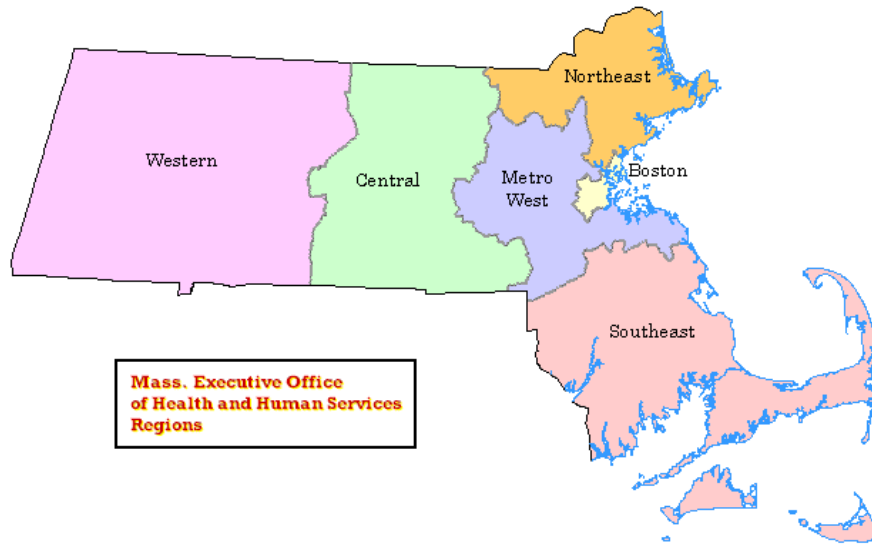 Northeast
Western
Central
Metro
West
Boston
Southeast
Mass. Executive Office
of Health and Human Services
Regions